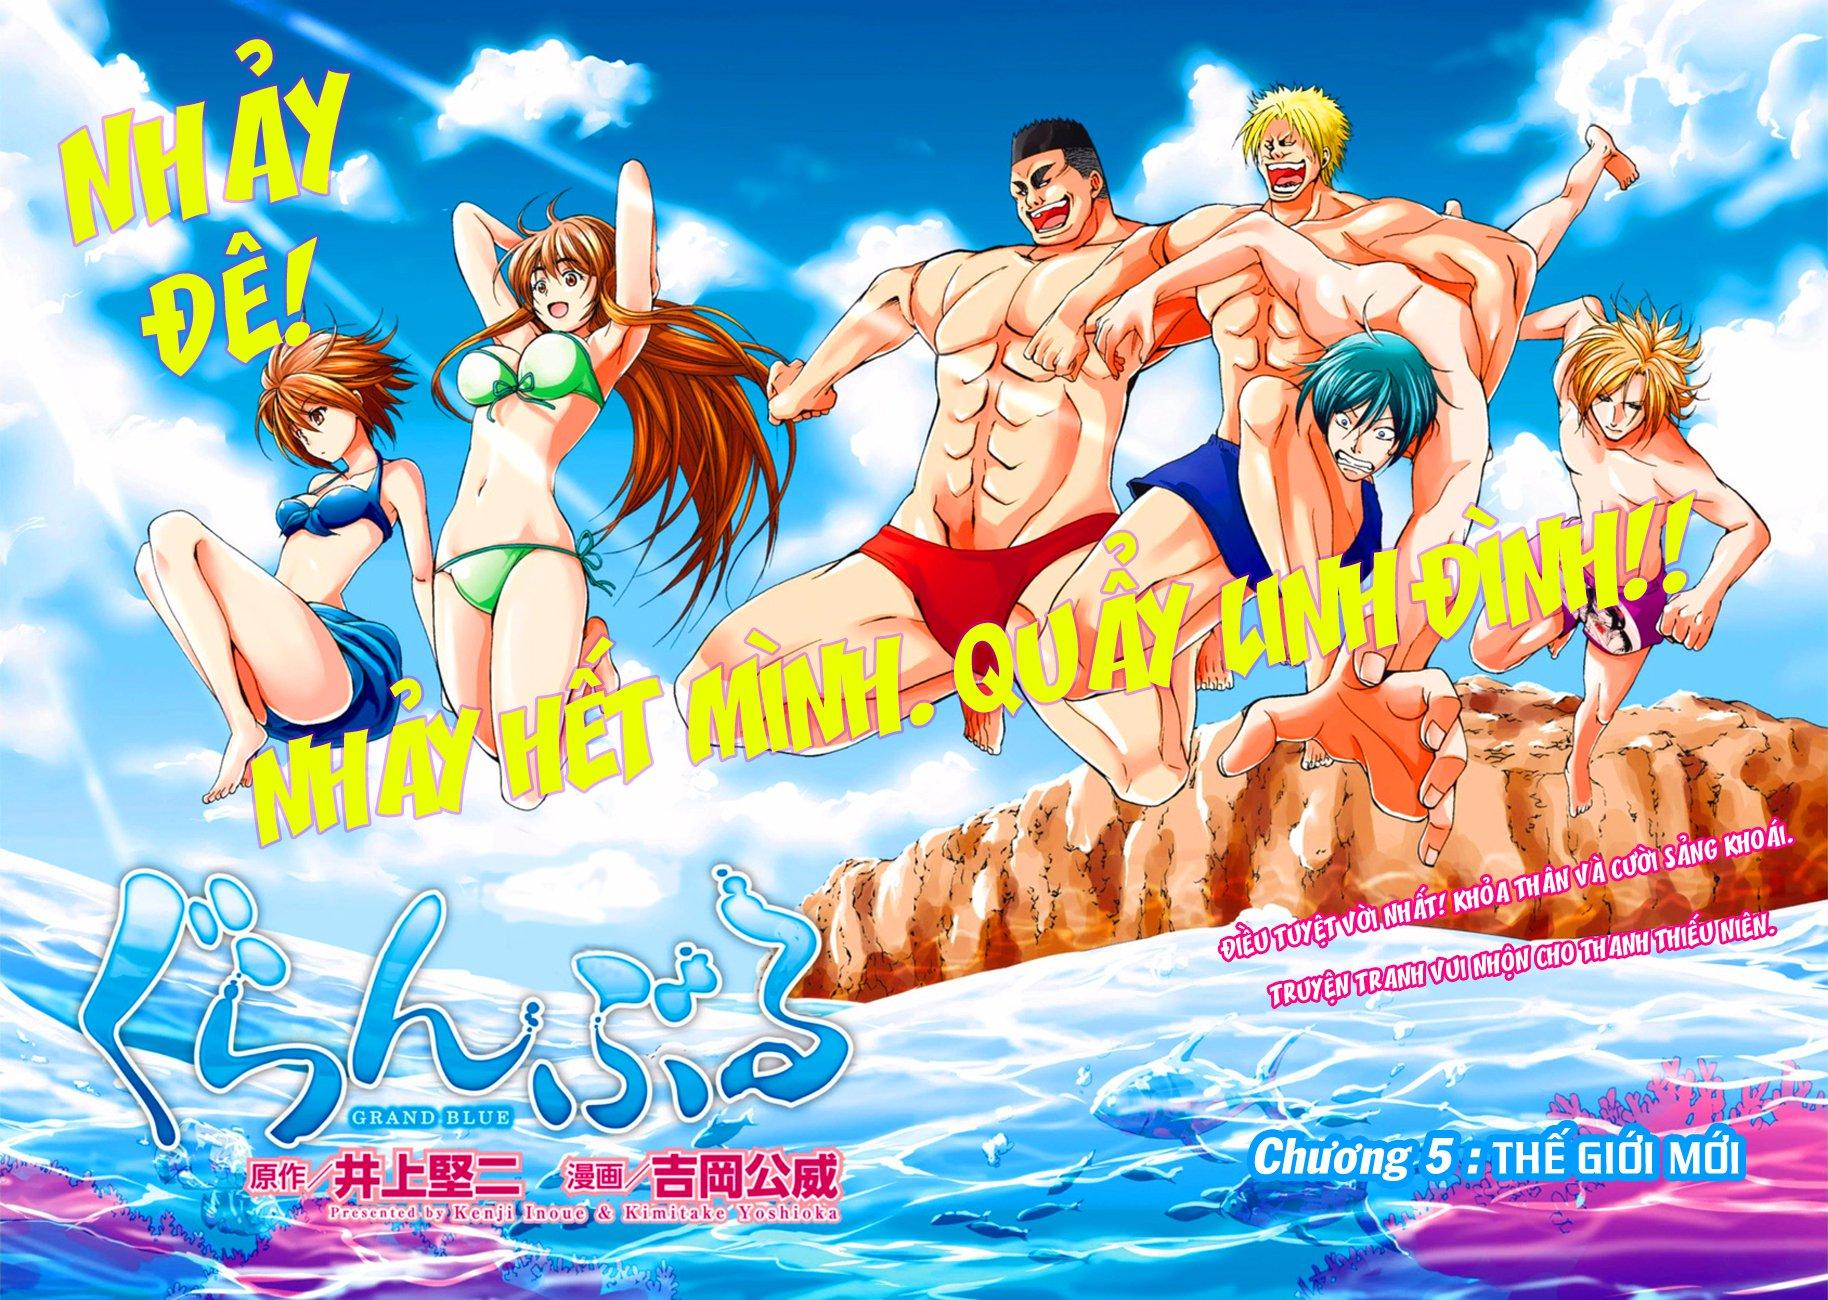 NHẢY
ĐÊ!
NHẢY HẾT MÌNH. QUẨY LINH ĐÌNH!!
ĐIỀU TUYỆT VỜI NHẤT! KHỎA THÂN VÀ CƯỜI SẢNG KHOÁI.
TRUYỆN TRANH VUI NHỘN CHO THANH THIẾU NIÊN.
ぐらんぶる
GRAND BLUE
原作/井上堅二 漫画/吉岡公威
Presented by Kenji Inoue & Kimitake Yoshioka
Chương 5 : THẾ GIỚI MỚI